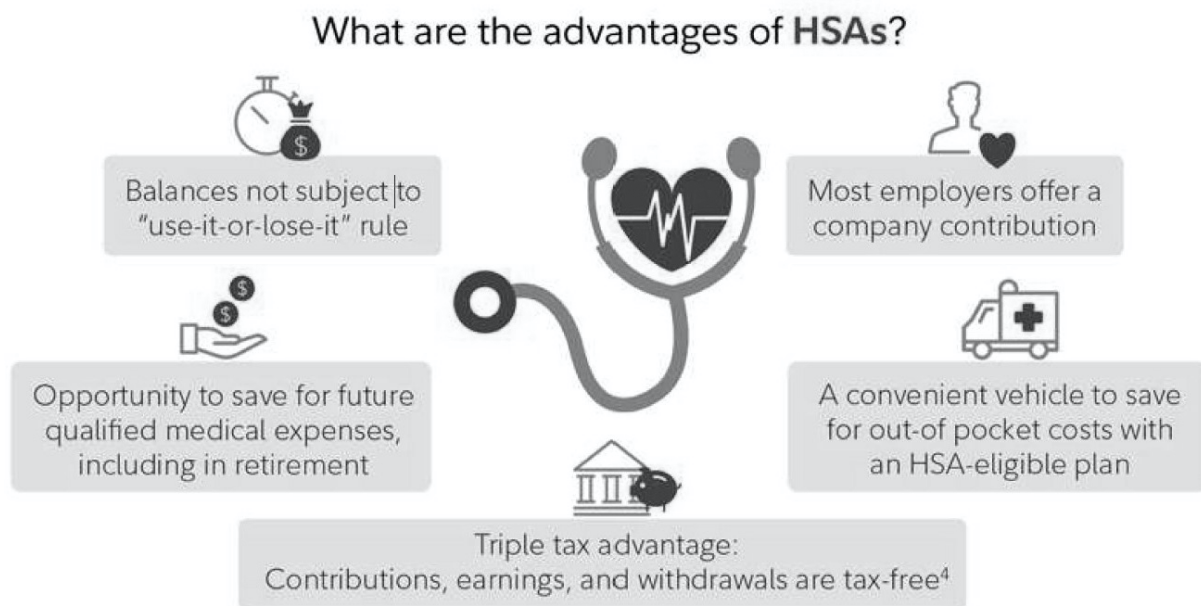 What are the advantages of HSAs?
Balances not subject to
“use-it-or-lose-it” rule
Most employers offer a
company contribution
Opportunity to save for future
qualified medical expenses,
including in retirement
A convenient vehicle to save
for out-of pocket costs with
an HSA-eligible plan
Triple tax advantage:
Contributions, earnings, and withdrawals are tax-free⁴